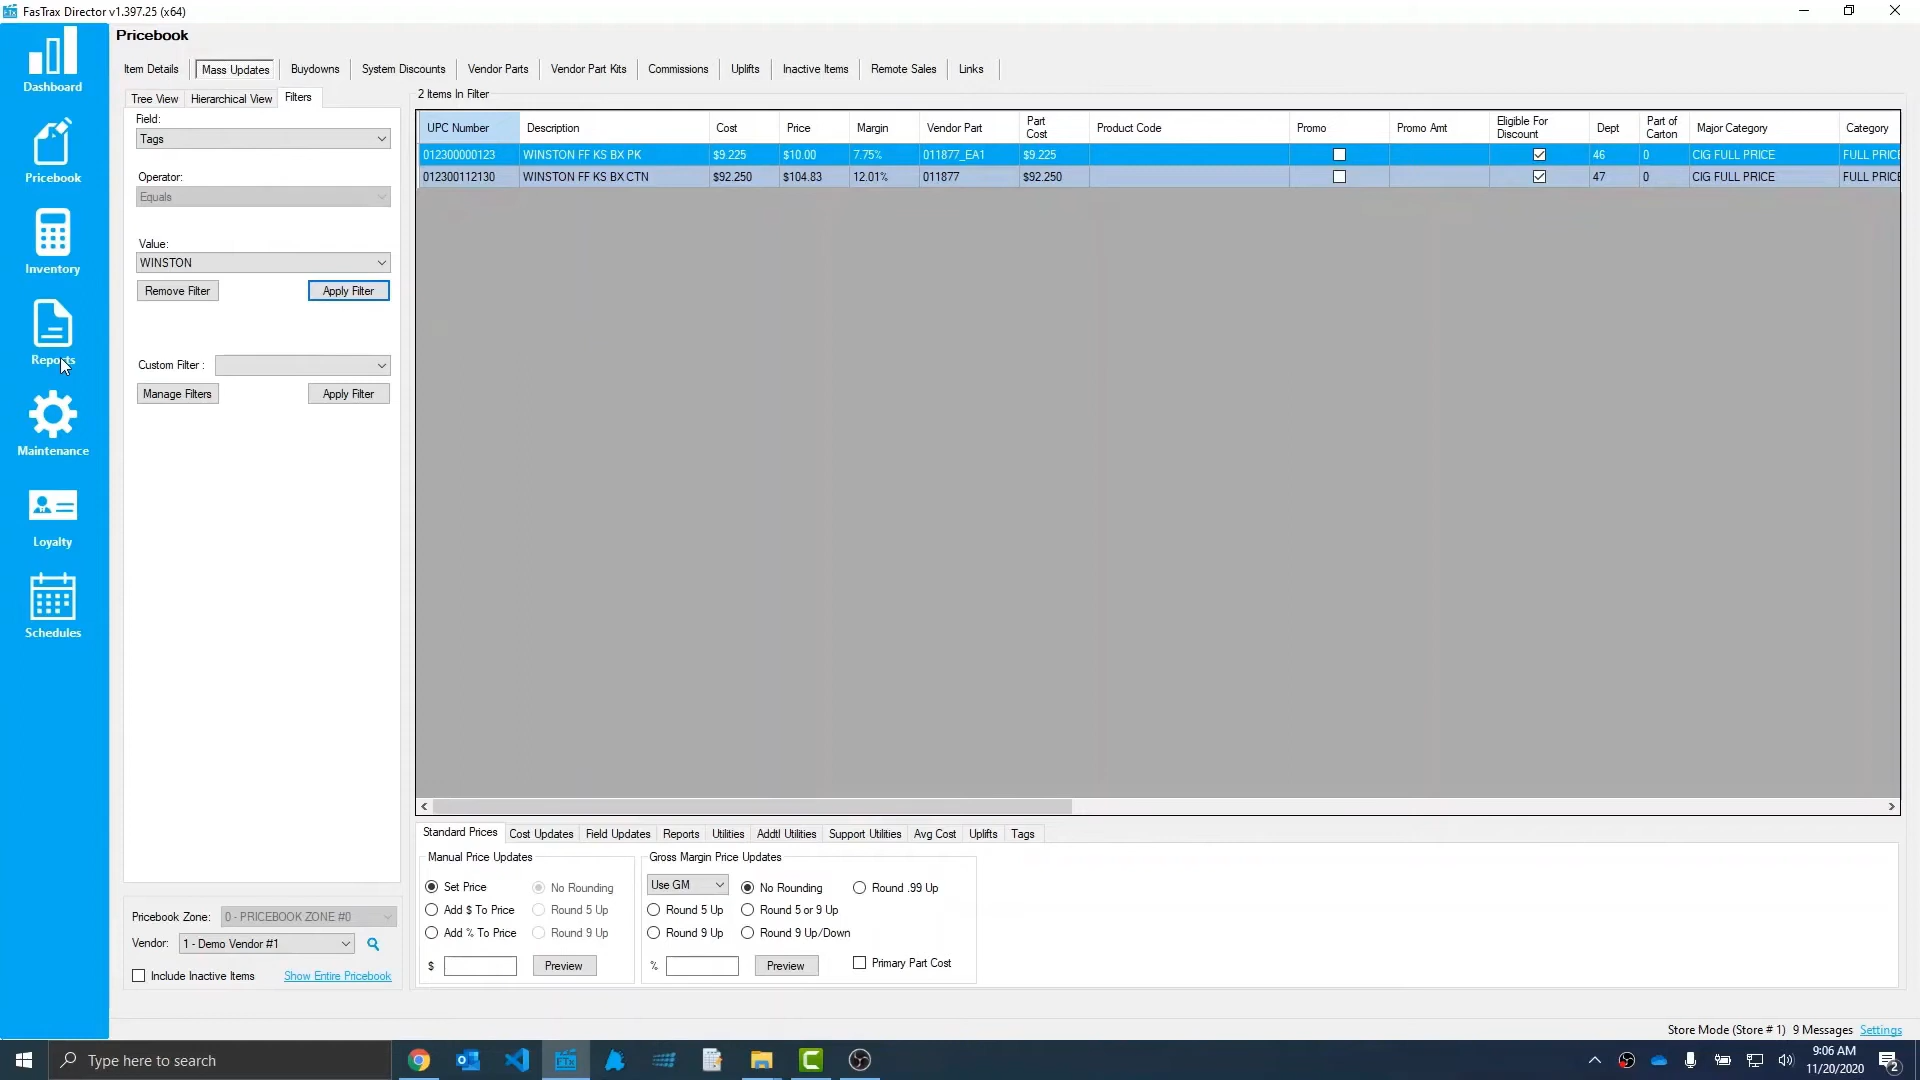 FasTrax Director v1.397.25 (x64)
Pricebook
Dashboard
Pricebook
Inventory
Reports
Maintenance
Loyalty
Schedules
Item Details
Mass Updates
Buydowns
System Discounts
Vendor Parts
Vendor Part Kits
Commissions
Uplifts
Inactive Items
Remote Sales
Links
Tree View
Hierarchical View
Filters
Field:
Tags
Operator:
Equals
Value:
WINSTON
Remove Filter
Apply Filter
Custom Filter :
Manage Filters
Apply Filter
Pricebook Zone:
0 - PRICEBOOK ZONE #0
Vendor:
1 - Demo Vendor #1
Include Inactive Items
Show Entire Pricebook
2 Items In Filter
UPC Number Description Cost Price Margin Vendor Part Part Cost Product Code Promo Promo Amt Eligible For Discount Dept Part of Carton Major Category Category
012300000123 WINSTON FF KS BX PK $9.225 $10.00 7.75% 011877_EA1 $9.225 46 0 CIG FULL PRICE FULL PRICE
012300112130 WINSTON FF KS BX CTN $92.250 $104.83 12.01% 011877 $92.250 47 0 CIG FULL PRICE FULL PRICE
Standard Prices
Cost Updates
Field Updates
Reports
Utilities
Addtl Utilities
Support Utilities
Avg Cost
Uplifts
Tags
Manual Price Updates
Set Price
No Rounding
Add $ To Price
Round 5 Up
Add % To Price
Round 9 Up
$
Preview
Gross Margin Price Updates
Use GM
No Rounding
Round .99 Up
Round 5 Up
Round 5 or 9 Up
Round 9 Up
Round 9 Up/Down
%
Preview
Primary Part Cost
Store Mode (Store # 1) 9 Messages Settings
Type here to search
9:06 AM
11/20/2020
2